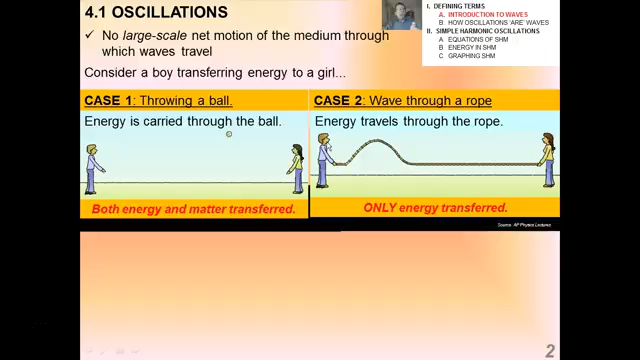 4.1 OSCILLATIONS
✓ No large-scale net motion of the medium through
which waves travel
Consider a boy transferring energy to a girl...
I. DEFINING TERMS
A. INTRODUCTION TO WAVES
B. HOW OSCILLATIONS 'ARE' WAVES
II. SIMPLE HARMONIC OSCILLATIONS
A EQUATIONS OF SHM
B ENERGY IN SHM
C GRAPHING SHM
CASE 1: Throwing a ball.
Energy is carried through the ball.
Both energy and matter transferred.
CASE 2: Wave through a rope
Energy travels through the rope.
ONLY energy transferred.
Source: AP Physics Lectures
2